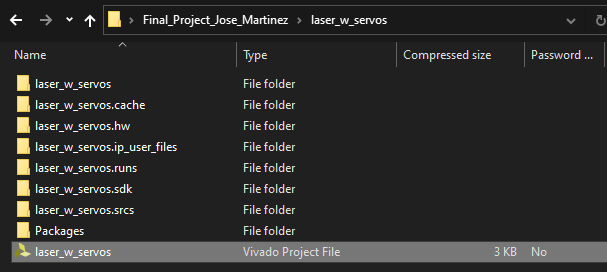 Final_Project_Jose_Martinez > laser_w_servos
Name Type Compressed size Password ...
laser_w_servos File folder
laser_w_servos.cache File folder
laser_w_servos.hw File folder
laser_w_servos.ip_user_files File folder
laser_w_servos.runs File folder
laser_w_servos.sdk File folder
laser_w_servos.srcs File folder
Packages File folder
laser_w_servos Vivado Project File 3 KB No